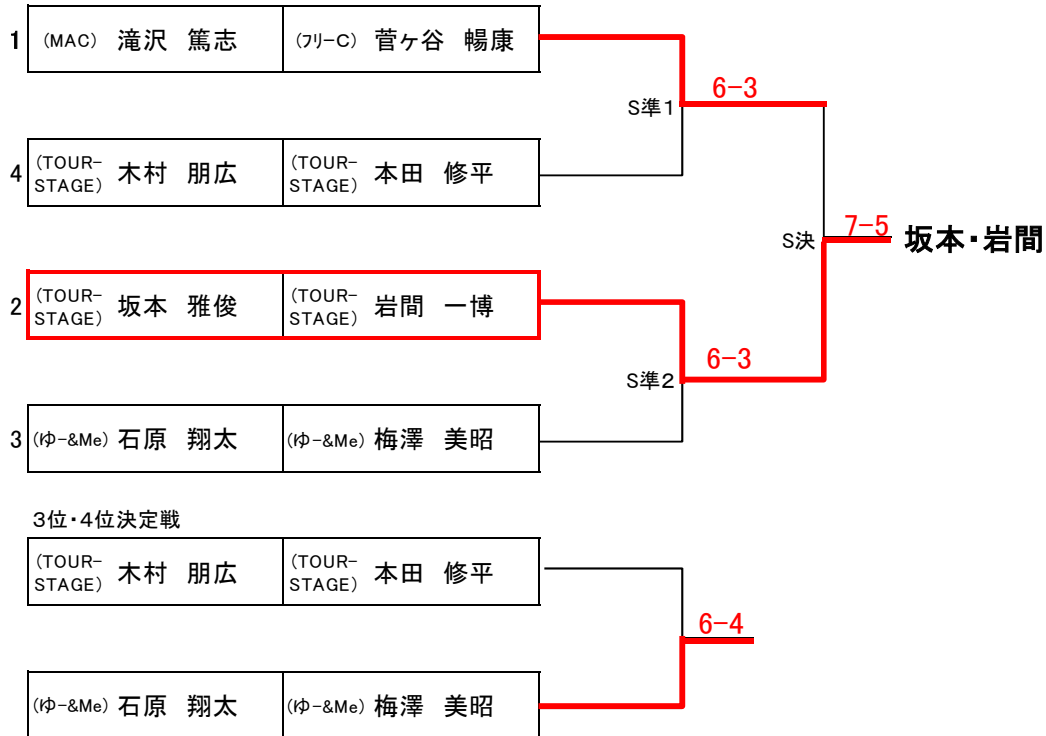 1 (MAC) 滝沢 篤志 (フリーC) 菅ヶ谷 暢康
6-3
S準1
4 (TOUR-STAGE) 木村 朋広 (TOUR-STAGE) 本田 修平
S決 7-5 坂本・岩間
2 (TOUR-STAGE) 坂本 雅俊 (TOUR-STAGE) 岩間 一博
6-3
S準2
3 (ゆ-&Me) 石原 翔太 (ゆ-&Me) 梅澤 美昭
3位・4位決定戦
(TOUR-STAGE) 木村 朋広 (TOUR-STAGE) 本田 修平
6-4
(ゆ-&Me) 石原 翔太 (ゆ-&Me) 梅澤 美昭